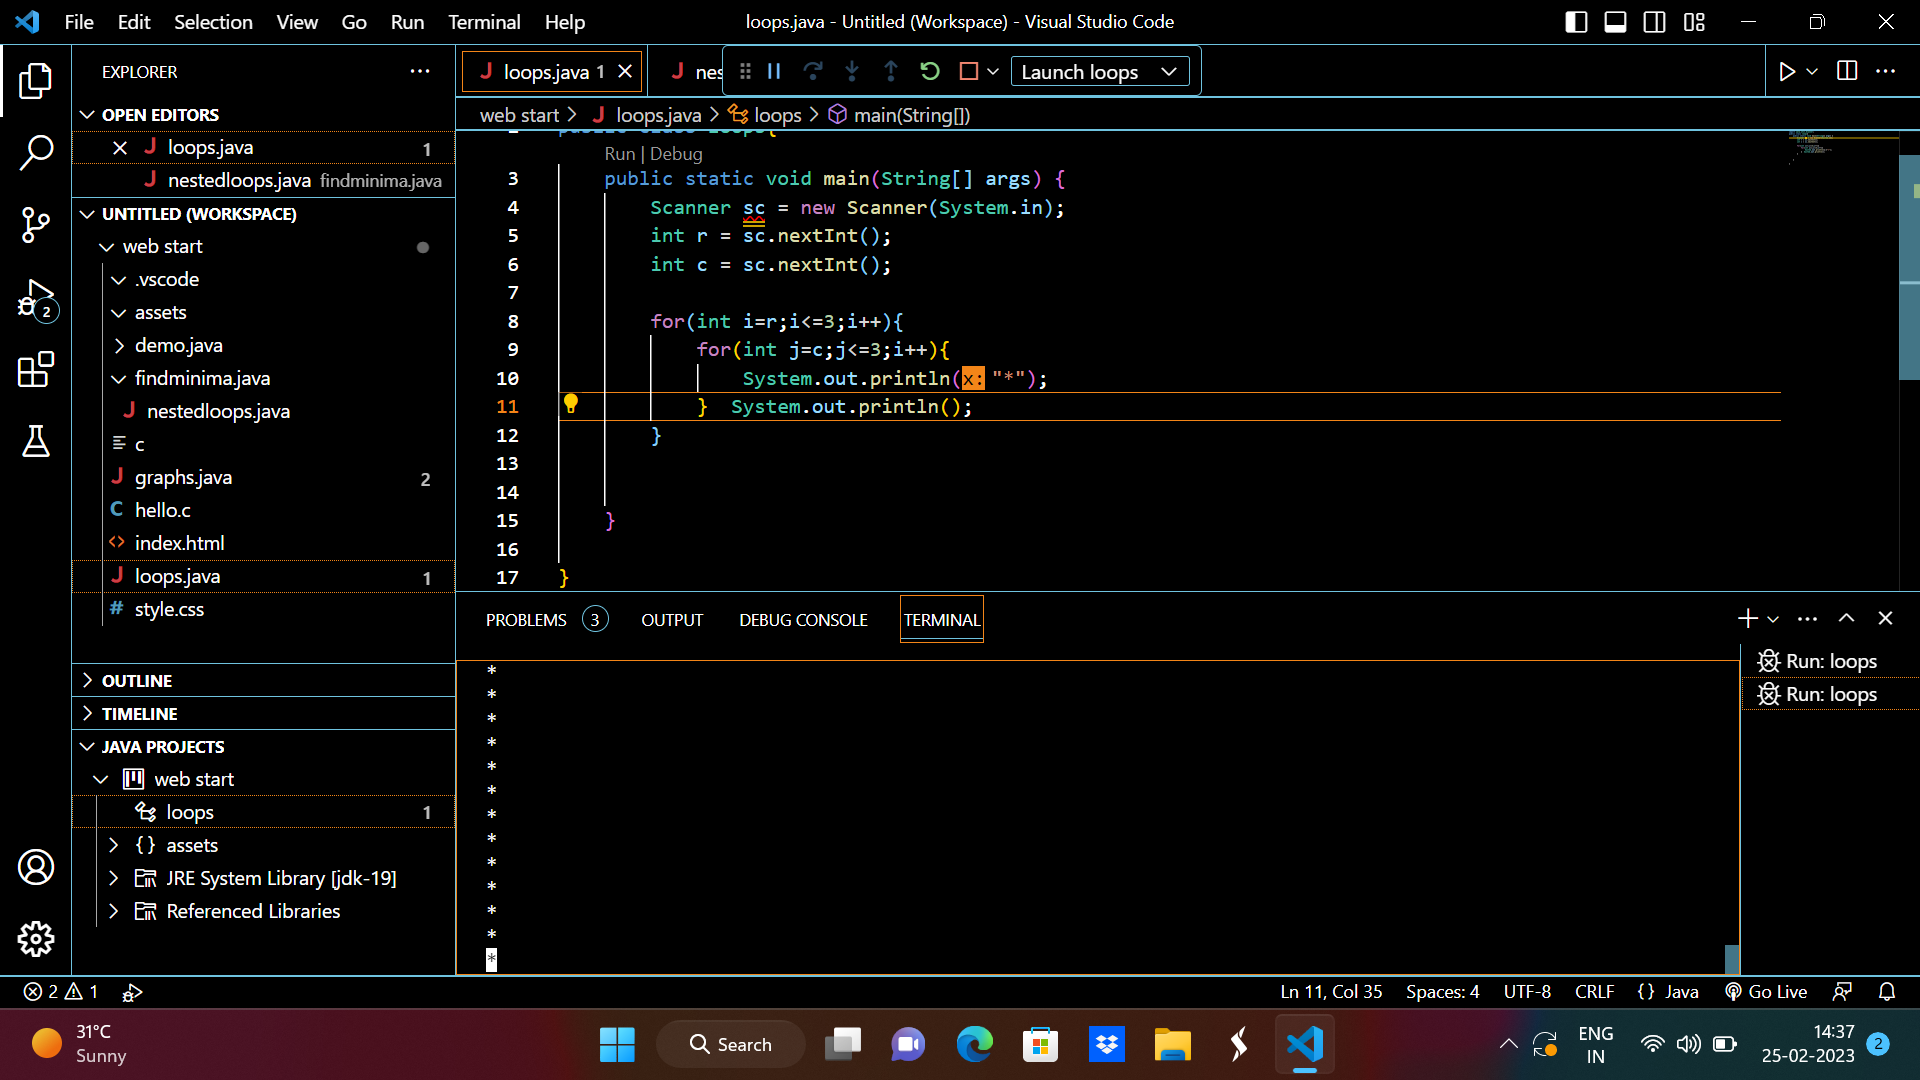 File Edit Selection View Go Run Terminal Help
loops.java - Untitled (Workspace) - Visual Studio Code
EXPLORER
OPEN EDITORS
loops.java 1
nestedloops.java findminima.java
UNTITLED (WORKSPACE)
web start
.vscode
assets
demo.java
findminima.java
nestedloops.java
c
graphs.java 2
hello.c
index.html
loops.java 1
style.css
OUTLINE
TIMELINE
JAVA PROJECTS
web start
loops 1
{} assets
JRE System Library [jdk-19]
Referenced Libraries
2
loops.java 1
nes
Launch loops
web start > loops.java > loops > main(String[])
2 public class loops{
Run | Debug
3 public static void main(String[] args) {
4 Scanner sc = new Scanner(System.in);
5 int r = sc.nextInt();
6 int c = sc.nextInt();
7
8 for(int i=r;i<=3;i++){
9 for(int j=c;j<=3;i++){
10 System.out.println(x: "*");
11 } System.out.println();
12 }
13
14
15 }
16
17 }
PROBLEMS 3 OUTPUT DEBUG CONSOLE TERMINAL
*
*
*
*
*
*
*
*
*
*
*
*
*
Run: loops
Run: loops
2 1
Ln 11, Col 35 Spaces: 4 UTF-8 CRLF {} Java Go Live
31°C
Sunny
Search
ENG
IN
14:37
25-02-2023
2